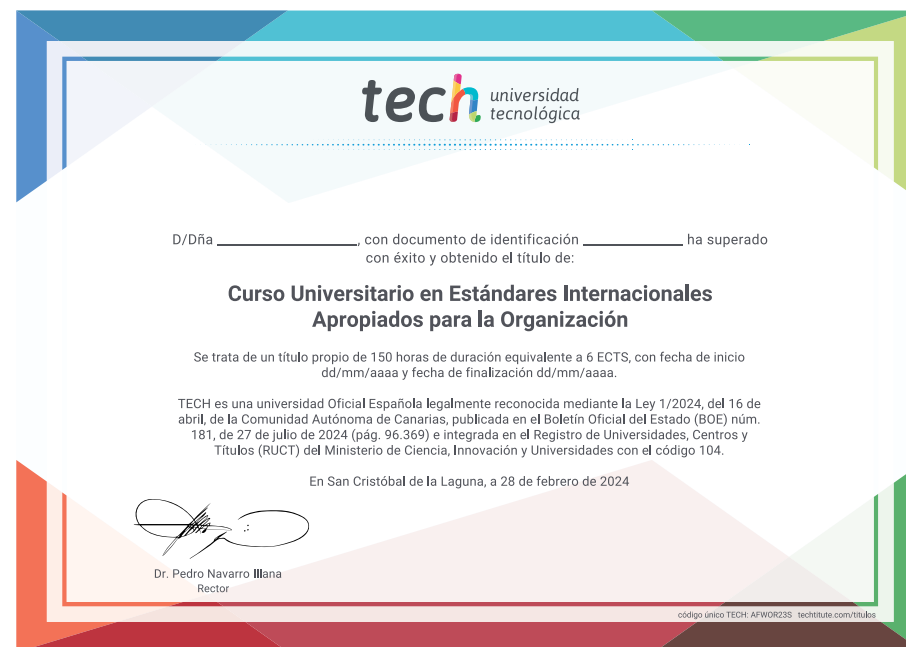 tech universidad
tecnológica
D/Dña ____________________, con documento de identificación ______________ ha superado
con éxito y obtenido el título de:
Curso Universitario en Estándares Internacionales
Apropiados para la Organización
Se trata de un título propio de 150 horas de duración equivalente a 6 ECTS, con fecha de inicio
dd/mm/aaaa y fecha de finalización dd/mm/aaaa.
TECH es una universidad Oficial Española legalmente reconocida mediante la Ley 1/2024, del 16 de
abril, de la Comunidad Autónoma de Canarias, publicada en el Boletín Oficial del Estado (BOE) núm.
181, de 27 de julio de 2024 (pág. 96.369) e integrada en el Registro de Universidades, Centros y
Títulos (RUCT) del Ministerio de Ciencia, Innovación y Universidades con el código 104.
En San Cristóbal de la Laguna, a 28 de febrero de 2024
Dr. Pedro Navarro Illana
Rector
código único TECH: AFWOR23S techtitute.com/titulos